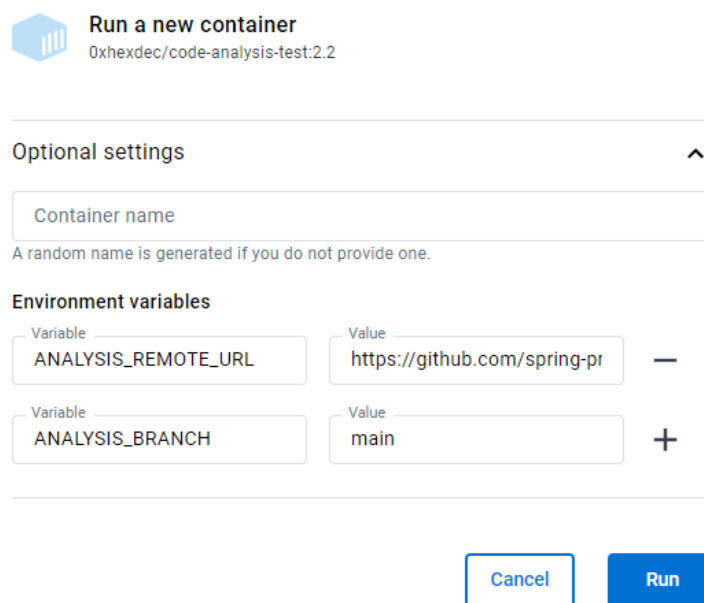 Run a new container
0xhexdec/code-analysis-test:2.2
Optional settings
Container name
A random name is generated if you do not provide one.
Environment variables
Variable Value
ANALYSIS_REMOTE_URL https://github.com/spring-pr
Variable Value
ANALYSIS_BRANCH main
Cancel Run